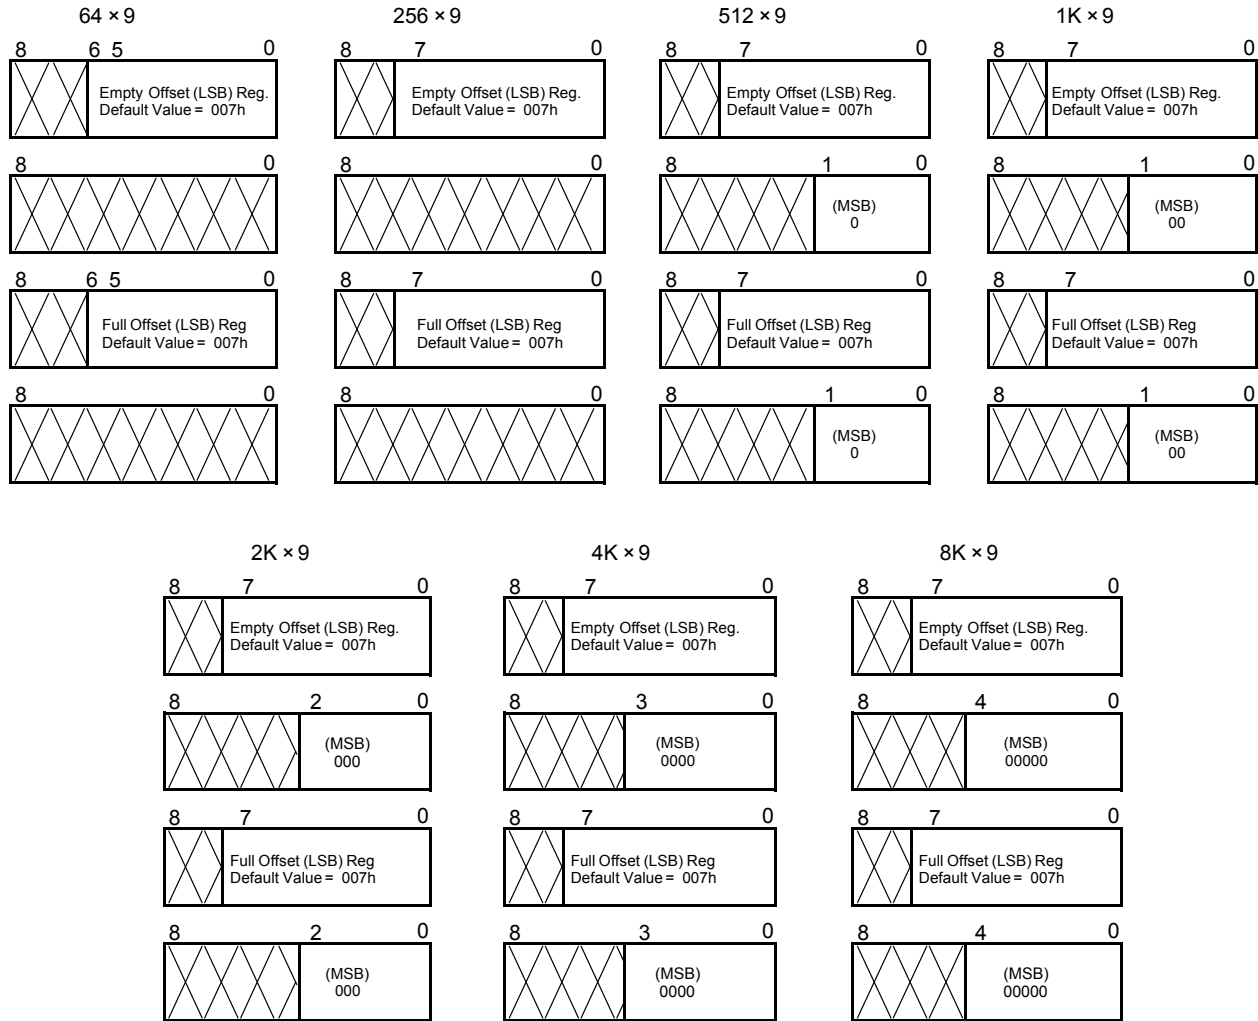 64 × 9
256 × 9
512 × 9
1K × 9
8 6 5 0
8 7 0
8 7 0
8 7 0
Empty Offset (LSB) Reg.
Default Value = 007h
Empty Offset (LSB) Reg.
Default Value = 007h
Empty Offset (LSB) Reg.
Default Value = 007h
Empty Offset (LSB) Reg.
Default Value = 007h
8 0
8 0
8 1 0
8 1 0
(MSB)
0
(MSB)
00
8 6 5 0
8 7 0
8 7 0
8 7 0
Full Offset (LSB) Reg
Default Value = 007h
Full Offset (LSB) Reg
Default Value = 007h
Full Offset (LSB) Reg
Default Value = 007h
Full Offset (LSB) Reg
Default Value = 007h
8 0
8 0
8 1 0
8 1 0
(MSB)
0
(MSB)
00
2K × 9
4K × 9
8K × 9
8 7 0
8 7 0
8 7 0
Empty Offset (LSB) Reg.
Default Value = 007h
Empty Offset (LSB) Reg.
Default Value = 007h
Empty Offset (LSB) Reg.
Default Value = 007h
8 2 0
8 3 0
8 4 0
(MSB)
000
(MSB)
0000
(MSB)
00000
8 7 0
8 7 0
8 7 0
Full Offset (LSB) Reg
Default Value = 007h
Full Offset (LSB) Reg
Default Value = 007h
Full Offset (LSB) Reg
Default Value = 007h
8 2 0
8 3 0
8 4 0
(MSB)
000
(MSB)
0000
(MSB)
00000